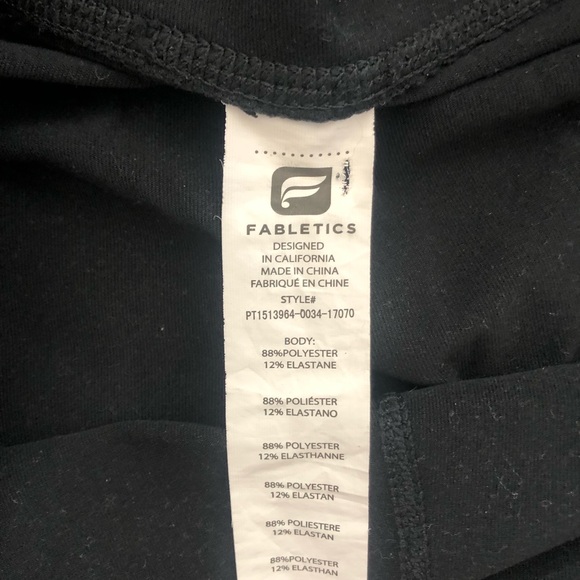 FABLETICS
DESIGNED
IN CALIFORNIA
MADE IN CHINA
FABRIQUÉ EN CHINE
STYLE#
PT1513964-0034-17070
BODY:
88%POLYESTER
12% ELASTANE
88% POLIÉSTER
12% ELASTANO
88% POLYESTER
12% ELASTHANNE
88% POLYESTER
12% ELASTAN
88% POLIESTERE
12% ELASTAN
88%POLYESTER
12% ELASTHAN